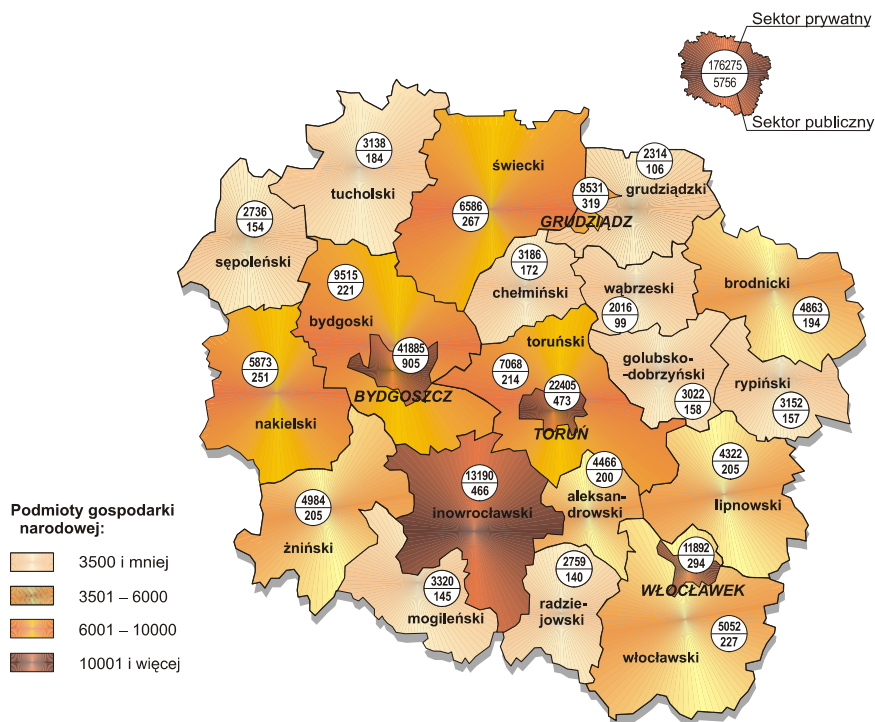 Sektor prywatny
176275
5756
Sektor publiczny
3138
184
tucholski
świecki
6586
267
2314
106
grudziądzki
8531
319
GRUDZIĄDZ
2736
154
sępoleński
9515
221
bydgoski
3186
172
chełmiński
wąbrzeski
2016
99
brodnicki
4863
194
5873
251
nakielski
41885
905
BYDGOSZCZ
toruński
7068
214
22405
473
TORUŃ
golubsko-
-dobrzyński
3022
158
rypiński
3152
157
4984
205
żniński
13190
466
inowrocławski
4466
200
aleksan-
drowski
4322
205
lipnowski
3320
145
mogileński
2759
140
radzie-
jowski
11892
294
WŁOCŁAWEK
5052
227
włocławski
Podmioty gospodarki
narodowej:
3500 i mniej
3501 – 6000
6001 – 10000
10001 i więcej